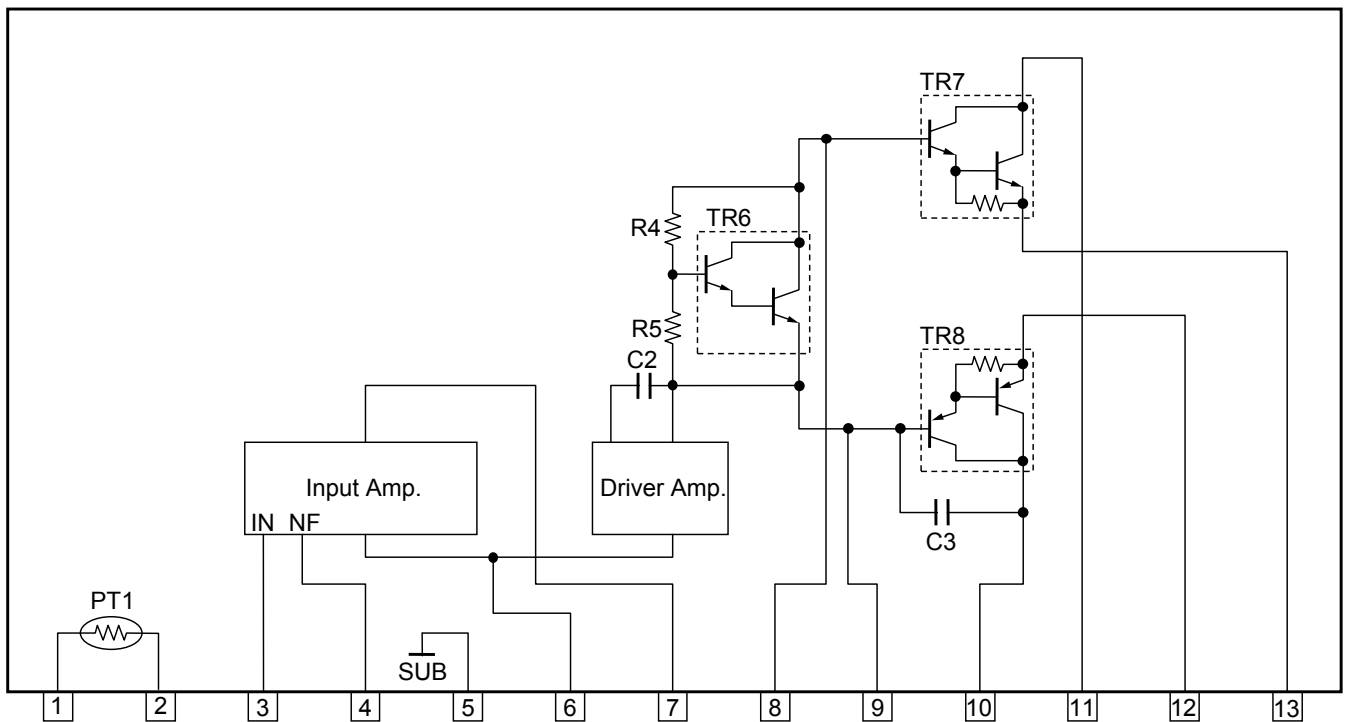 TR7
TR6
R4
R5
TR8
C2
Input Amp.
Driver Amp.
IN NF
C3
PT1
SUB
1 2 3 4 5 6 7 8 9 10 11 12 13